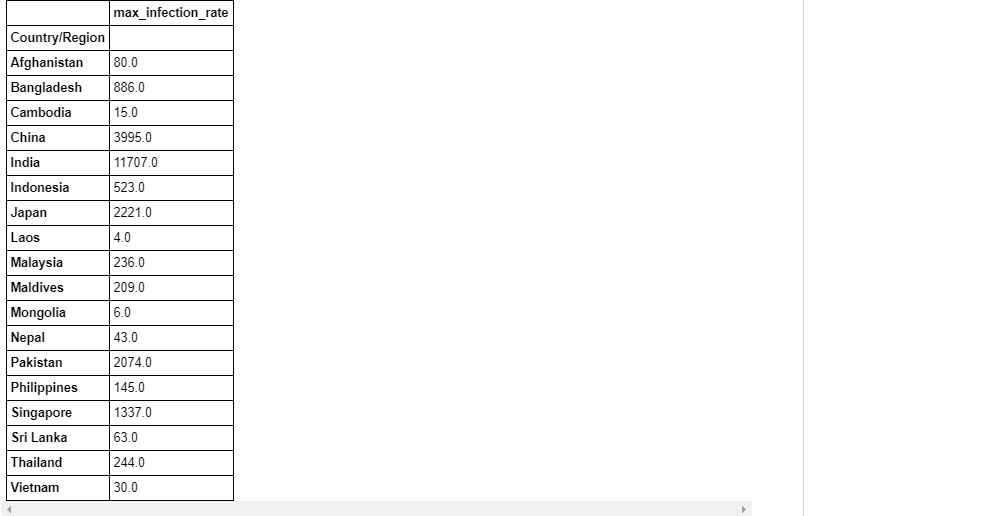 max_infection_rate
Country/Region
Afghanistan 80.0
Bangladesh 886.0
Cambodia 15.0
China 3995.0
India 11707.0
Indonesia 523.0
Japan 2221.0
Laos 4.0
Malaysia 236.0
Maldives 209.0
Mongolia 6.0
Nepal 43.0
Pakistan 2074.0
Philippines 145.0
Singapore 1337.0
Sri Lanka 63.0
Thailand 244.0
Vietnam 30.0